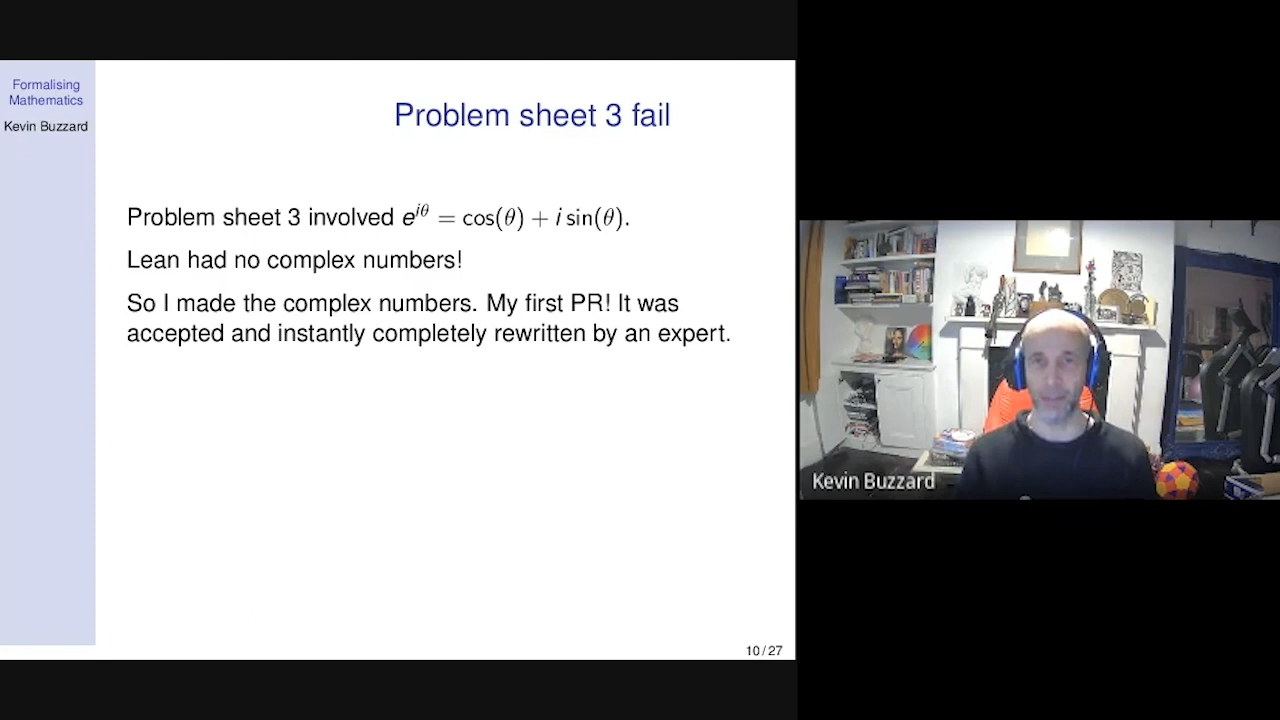 Formalising
Mathematics
Kevin Buzzard
Problem sheet 3 fail
Problem sheet 3 involved e^{iθ} = cos(θ) + i sin(θ).
Lean had no complex numbers!
So I made the complex numbers. My first PR! It was
accepted and instantly completely rewritten by an expert.
10 / 27
Kevin Buzzard